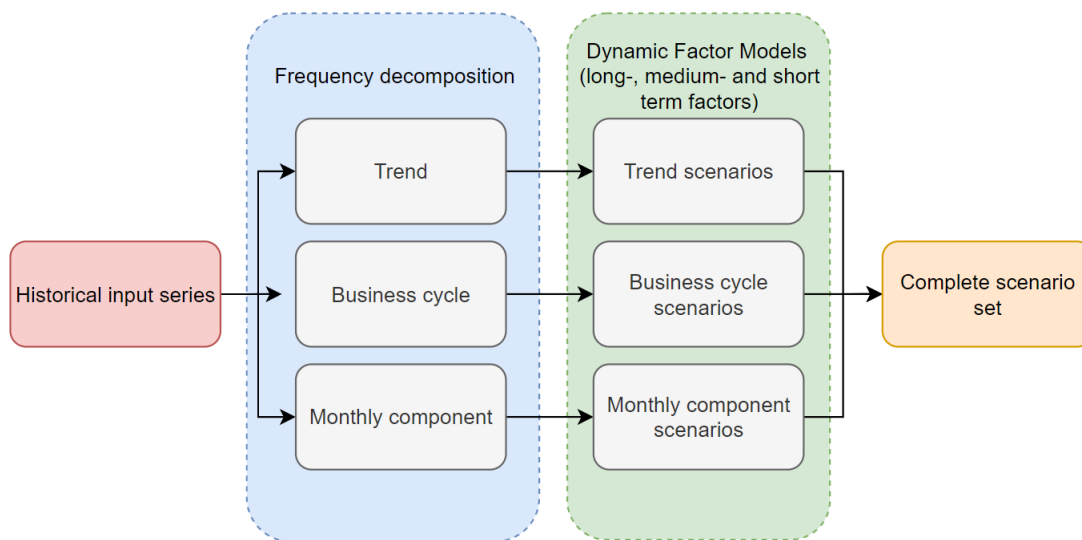 Frequency decomposition
Dynamic Factor Models
(long-, medium- and short
term factors)
Trend
Trend scenarios
Historical input series
Business cycle
Business cycle
scenarios
Complete scenario
set
Monthly component
Monthly component
scenarios